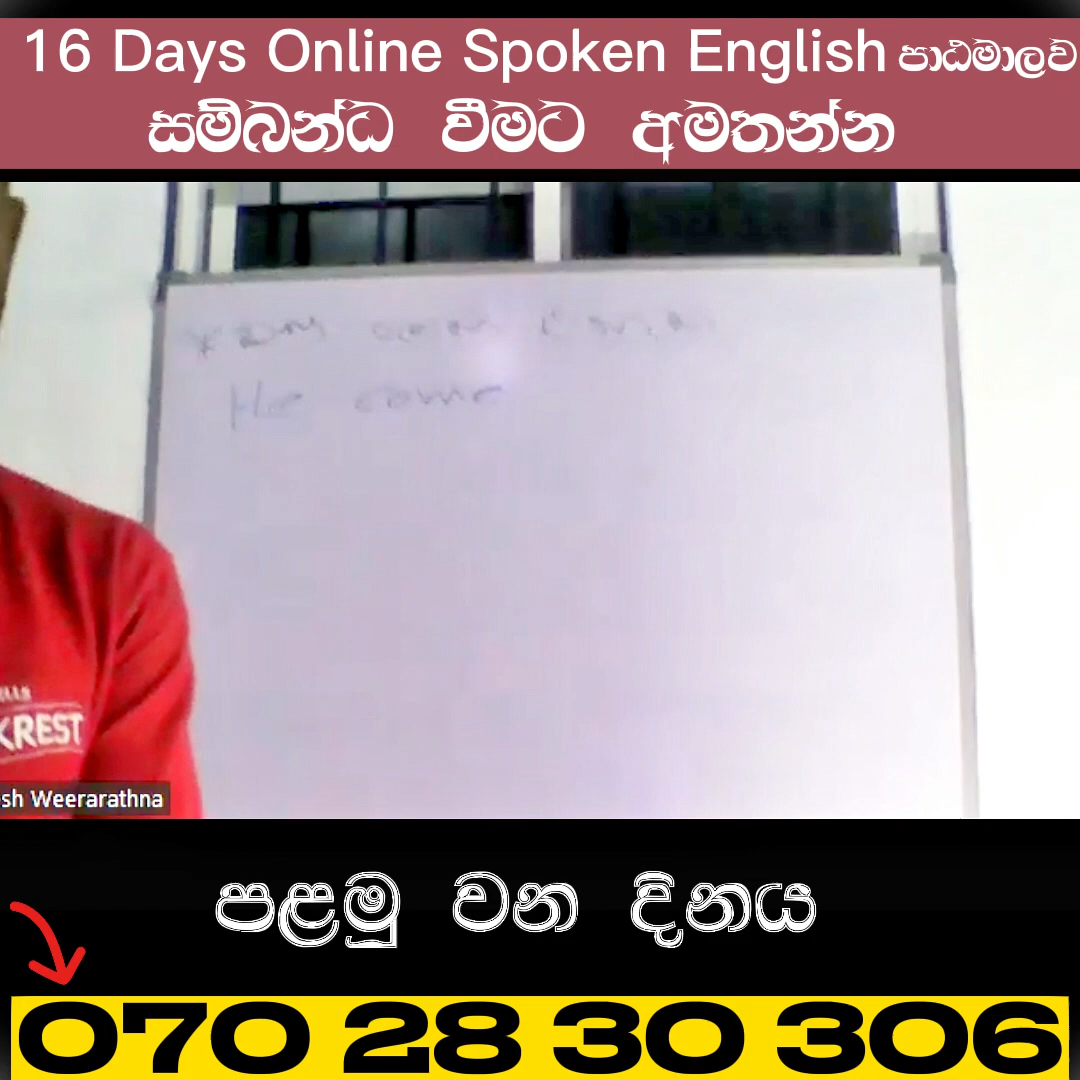 16 Days Online Spoken English පාඨමාලව
සම්බන්ධ වීමට අමතන්න
He come
KREST
sh Weerarathna
පළමු වන දිනය
070 28 30 306